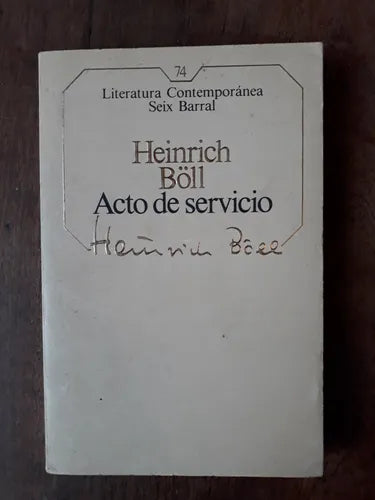 74
Literatura Contemporánea
Seix Barral
Heinrich
Böll
Acto de servicio
Heinrich Böll